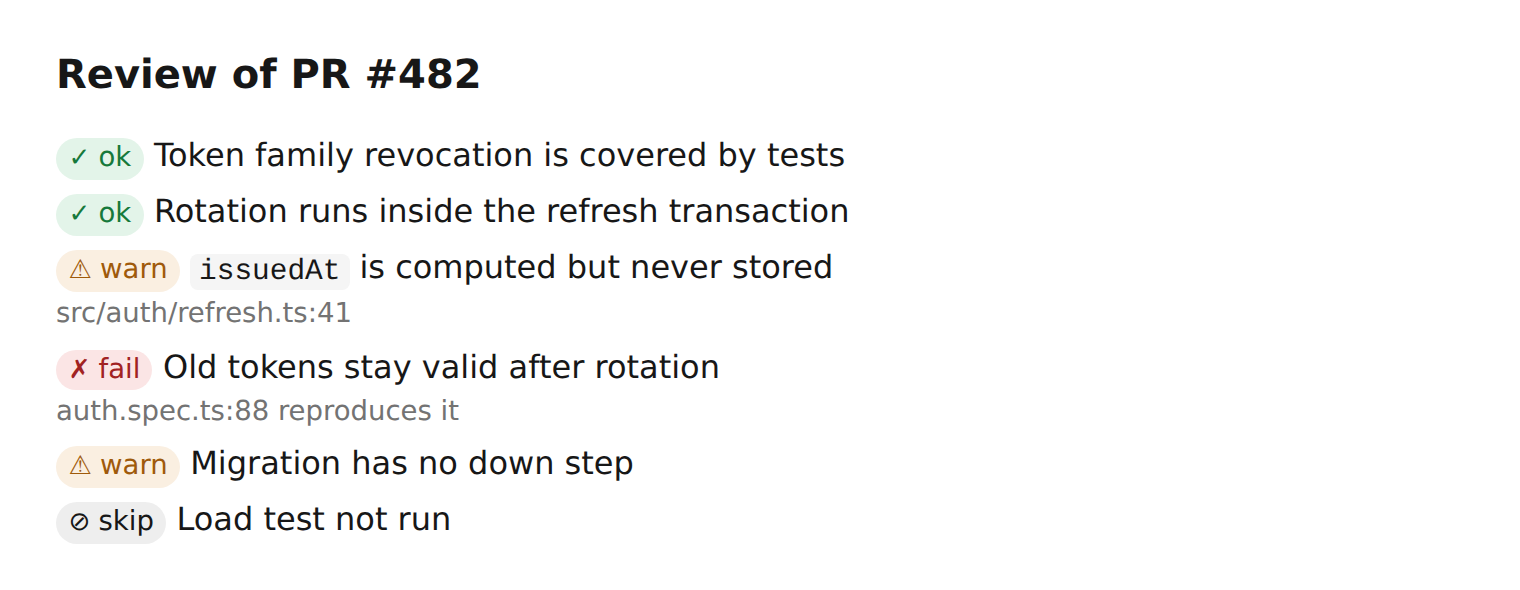 Review of PR #482
✓ ok Token family revocation is covered by tests
✓ ok Rotation runs inside the refresh transaction
⚠ warn issuedAt is computed but never stored
src/auth/refresh.ts:41
✗ fail Old tokens stay valid after rotation
auth.spec.ts:88 reproduces it
⚠ warn Migration has no down step
⊘ skip Load test not run